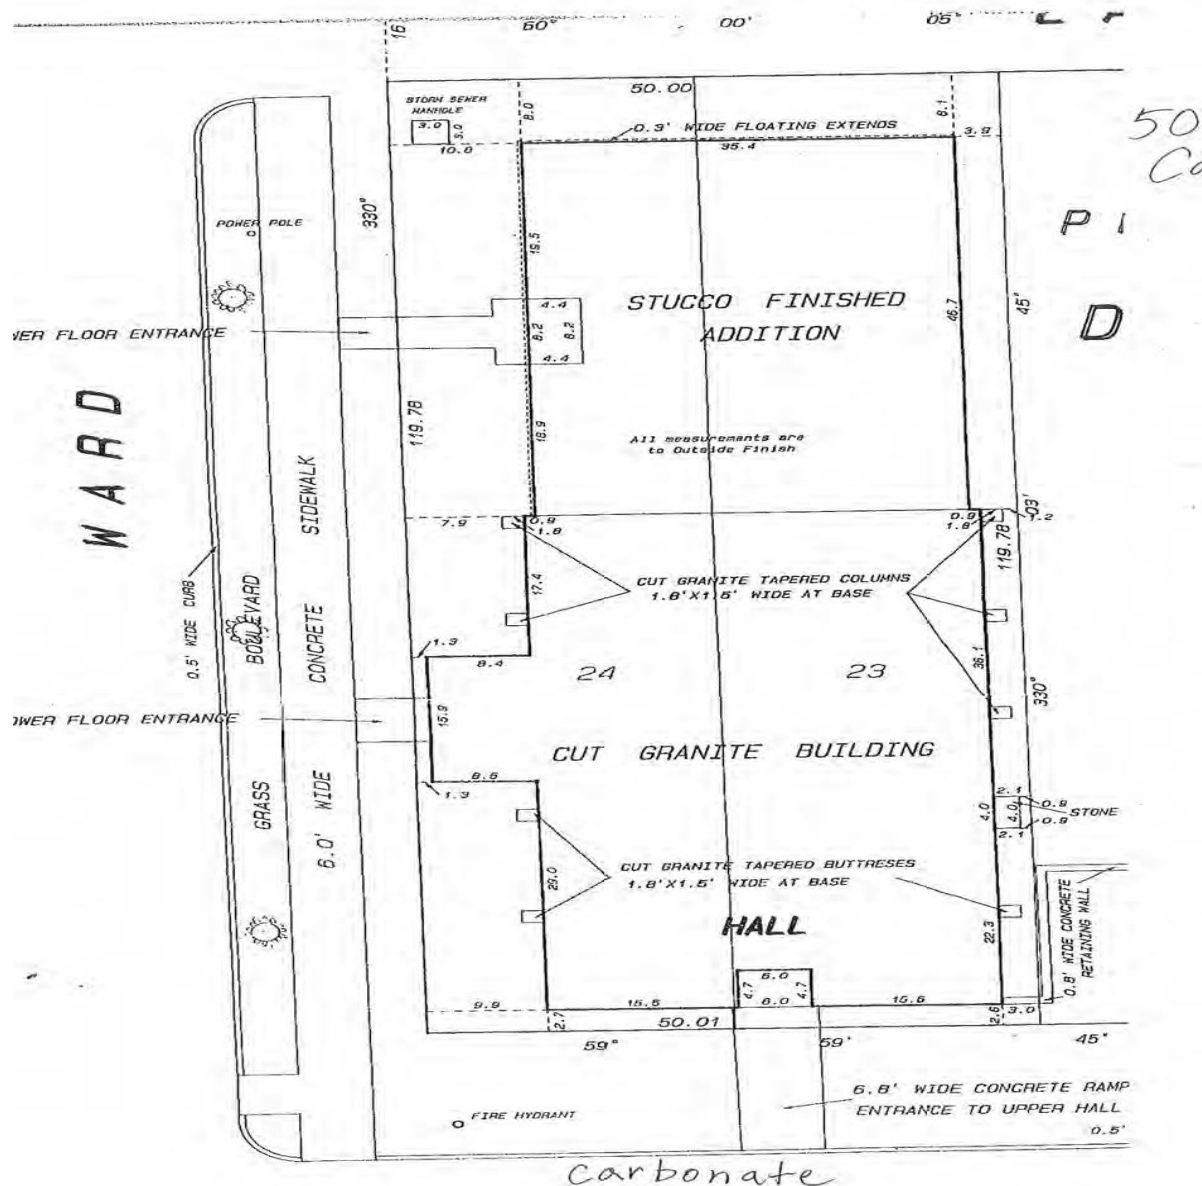 16'
60°
00'
05"
50.00
STORM SEWER
MANHOLE
3.0
5.0
8.0
8.1
0.3' WIDE FLOATING EXTENDS
3.9
10.8
35.4
50
330°
POWER POLE
19.5
STUCCO FINISHED
ADDITION
46.7
45"
D
4.4
8.2
8.2
4.4
WER FLOOR ENTRANCE
WARD
119.78
18.9
All measurements are
to Outside Finish
7.9
0.9
1.8
0.9
1.8
03'
1.2
119.78
0.5' WIDE CURB
GRASS BOULEVARD
6.0' WIDE CONCRETE SIDEWALK
17.4
CUT GRANITE TAPERED COLUMNS
1.8'X1.5' WIDE AT BASE
36.1
330°
1.3
8.4
24
23
15.9
OWER FLOOR ENTRANCE
CUT GRANITE BUILDING
8.6
1.3
2.1
4.0
4.0
0.9
STONE
0.9
2.1
29.0
CUT GRANITE TAPERED BUTTRESES
1.8'X1.5' WIDE AT BASE
HALL
22.3
0.8' WIDE CONCRETE
RETAINING WALL
8.0
4.7
4.7
8.0
9.9
15.5
15.6
2.7
2.6
3.0
50.01
59°
59'
45"
6.8' WIDE CONCRETE RAMP
ENTRANCE TO UPPER HALL
FIRE HYDRANT
0.5'
Carbonate